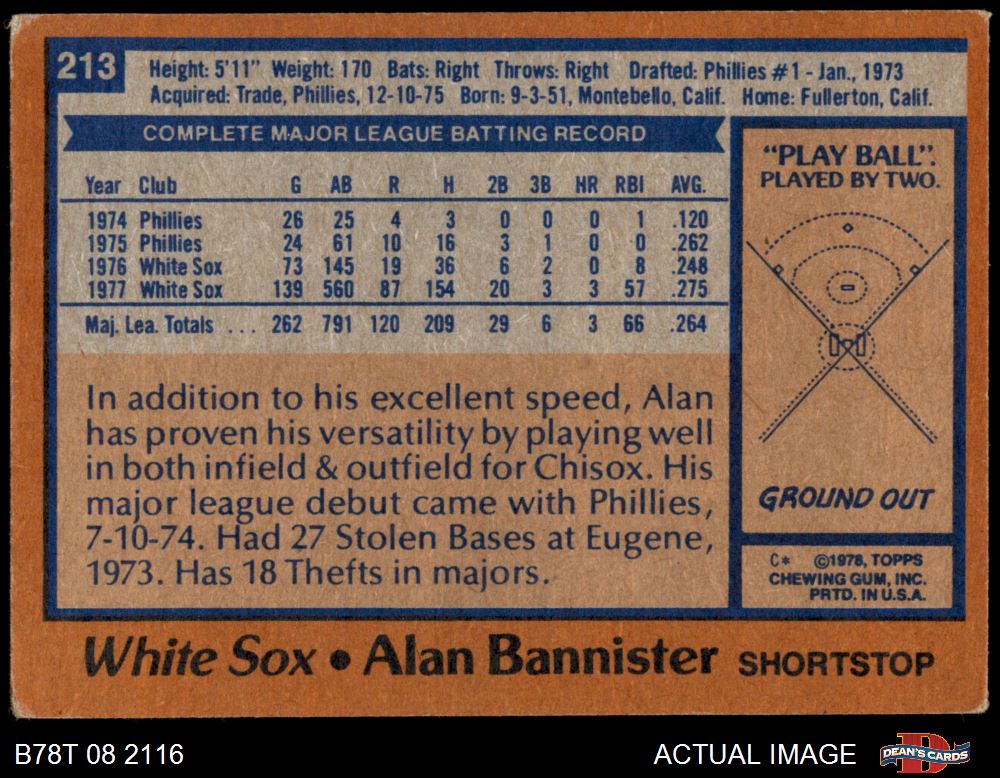 213
Height: 5'11" Weight: 170 Bats: Right Throws: Right Drafted: Phillies #1 - Jan., 1973
Acquired: Trade, Phillies, 12-10-75 Born: 9-3-51, Montebello, Calif. Home: Fullerton, Calif.
COMPLETE MAJOR LEAGUE BATTING RECORD
Year Club G AB R H 2B 3B HR RBI AVG.
1974 Phillies 26 25 4 3 0 0 0 1 .120
1975 Phillies 24 61 10 16 3 1 0 0 .262
1976 White Sox 73 145 19 36 6 2 0 8 .248
1977 White Sox 139 560 87 154 20 3 3 57 .275
Maj. Lea. Totals ... 262 791 120 209 29 6 3 66 .264
In addition to his excellent speed, Alan
has proven his versatility by playing well
in both infield & outfield for Chisox. His
major league debut came with Phillies,
7-10-74. Had 27 Stolen Bases at Eugene,
1973. Has 18 Thefts in majors.
"PLAY BALL".
PLAYED BY TWO.
GROUND OUT
C* ©1978, TOPPS
CHEWING GUM, INC.
PRTD. IN U.S.A.
White Sox • Alan Bannister SHORTSTOP
B78T 08 2116
ACTUAL IMAGE
DEAN'S CARDS